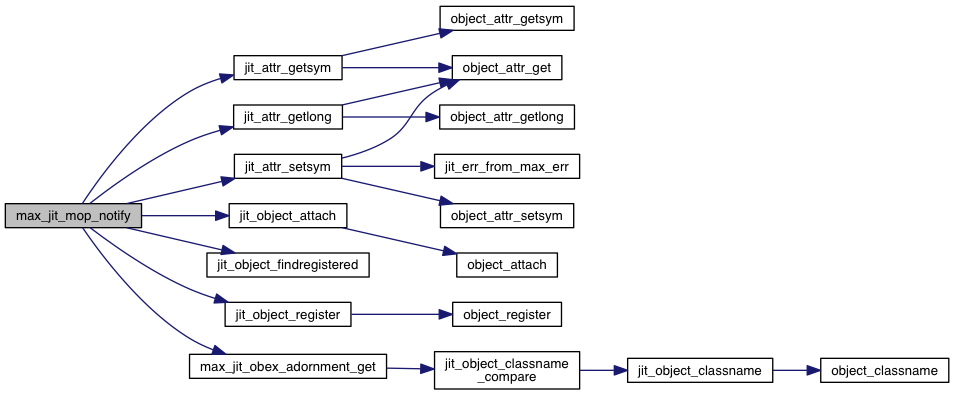 object_attr_getsym
jit_attr_getsym
object_attr_get
jit_attr_getlong
object_attr_getlong
jit_attr_setsym
jit_err_from_max_err
max_jit_mop_notify
jit_object_attach
object_attr_setsym
jit_object_findregistered
object_attach
jit_object_register
object_register
max_jit_obex_adornment_get
jit_object_classname
_compare
jit_object_classname
object_classname